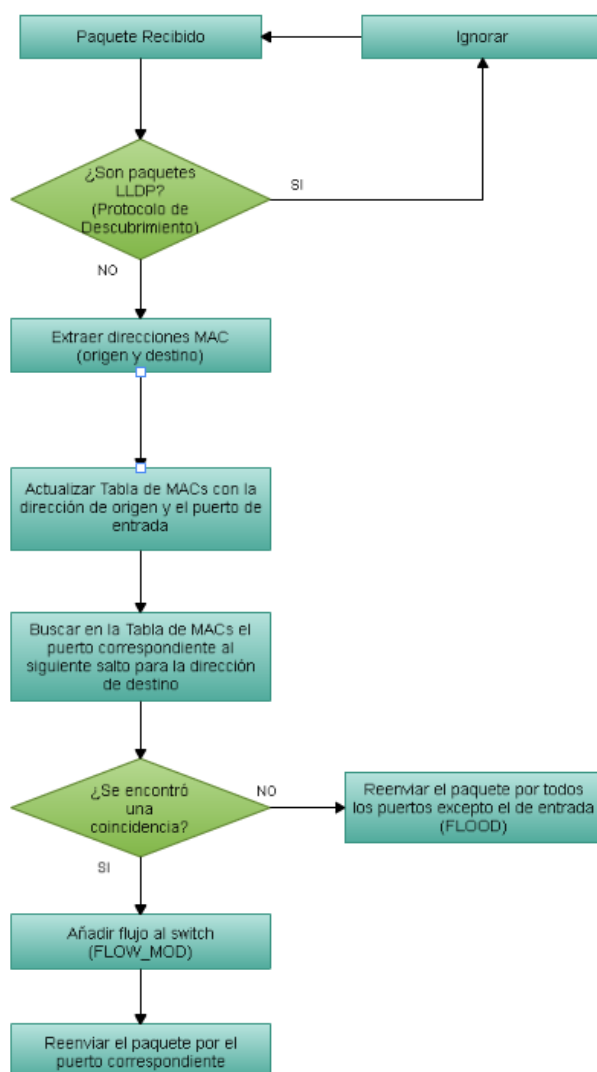 Paquete Recibido
Ignorar
¿Son paquetes
LLDP?
(Protocolo de
Descubrimiento)
SI
NO
Extraer direcciones MAC
(origen y destino)
Actualizar Tabla de MACs con la
dirección de origen y el puerto de
entrada
Buscar en la Tabla de MACs el
puerto correspondiente al
siguiente salto para la dirección
de destino
¿Se encontró
una
coincidencia?
NO
Reenviar el paquete por todos
los puertos excepto el de entrada
(FLOOD)
SI
Añadir flujo al switch
(FLOW_MOD)
Reenviar el paquete por el
puerto correspondiente